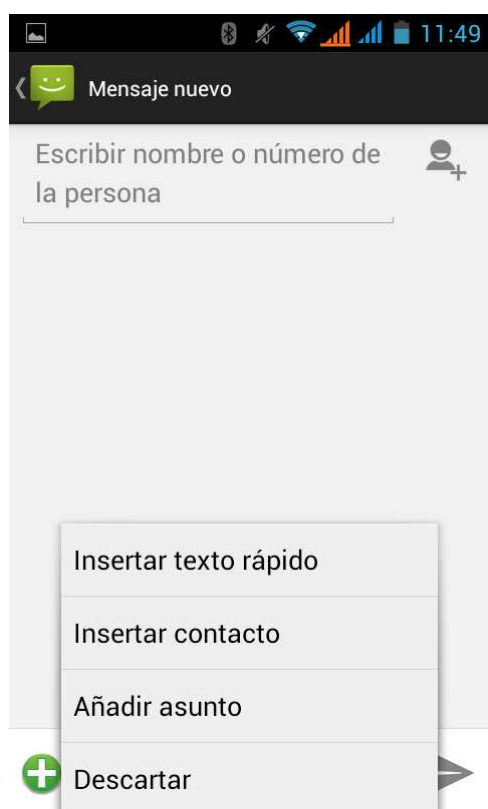 11:49
Mensaje nuevo
Escribir nombre o número de
la persona
Insertar texto rápido
Insertar contacto
Añadir asunto
Descartar